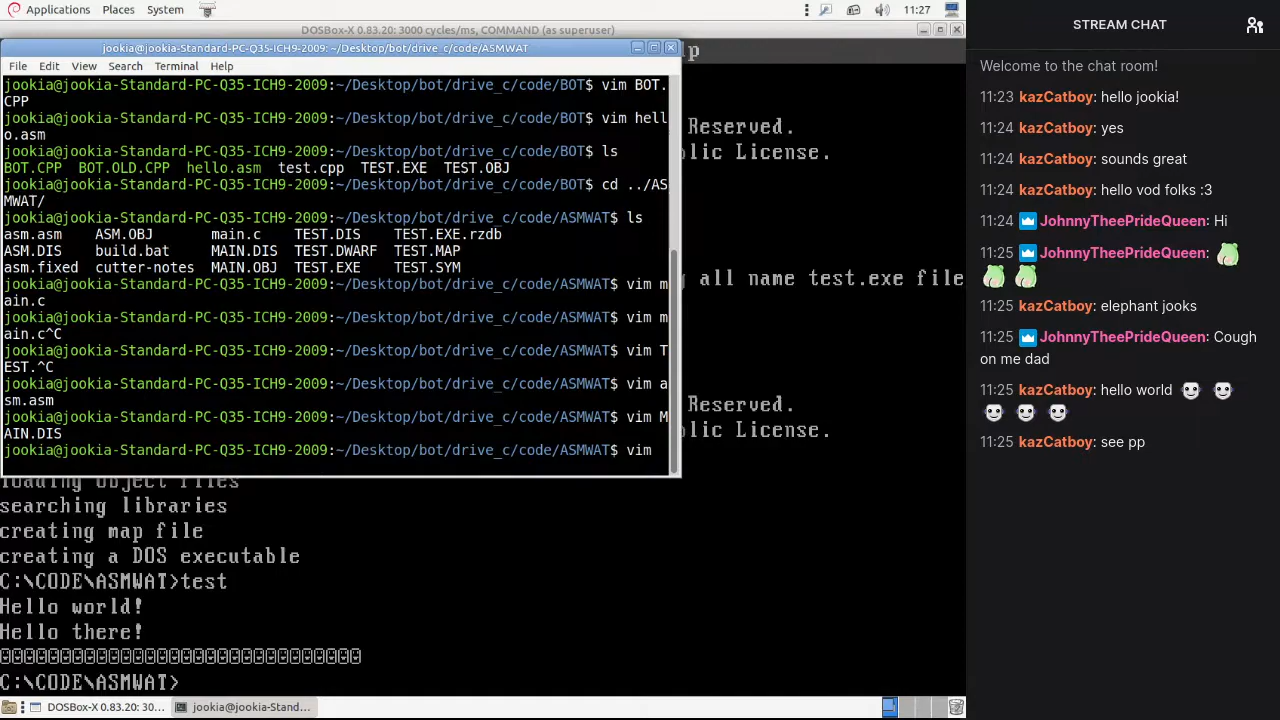 Applications Places System 11:27
DOSBox-X 0.83.20: 3000 cycles/ms, COMMAND (as superuser)
jookia@jookia-Standard-PC-Q35-ICH9-2009: ~/Desktop/bot/drive_c/code/ASMWAT
File Edit View Search Terminal Help
jookia@jookia-Standard-PC-Q35-ICH9-2009:~/Desktop/bot/drive_c/code/BOT$ vim BOT.
CPP
jookia@jookia-Standard-PC-Q35-ICH9-2009:~/Desktop/bot/drive_c/code/BOT$ vim hell
o.asm
jookia@jookia-Standard-PC-Q35-ICH9-2009:~/Desktop/bot/drive_c/code/BOT$ ls
BOT.CPP BOT.OLD.CPP hello.asm test.cpp TEST.EXE TEST.OBJ
jookia@jookia-Standard-PC-Q35-ICH9-2009:~/Desktop/bot/drive_c/code/BOT$ cd ../AS
MWAT/
jookia@jookia-Standard-PC-Q35-ICH9-2009:~/Desktop/bot/drive_c/code/ASMWAT$ ls
asm.asm ASM.OBJ main.c TEST.DIS TEST.EXE.rzdb
ASM.DIS build.bat MAIN.DIS TEST.DWARF TEST.MAP
asm.fixed cutter-notes MAIN.OBJ TEST.EXE TEST.SYM
jookia@jookia-Standard-PC-Q35-ICH9-2009:~/Desktop/bot/drive_c/code/ASMWAT$ vim m
ain.c
jookia@jookia-Standard-PC-Q35-ICH9-2009:~/Desktop/bot/drive_c/code/ASMWAT$ vim m
ain.c^C
jookia@jookia-Standard-PC-Q35-ICH9-2009:~/Desktop/bot/drive_c/code/ASMWAT$ vim T
EST.^C
jookia@jookia-Standard-PC-Q35-ICH9-2009:~/Desktop/bot/drive_c/code/ASMWAT$ vim a
sm.asm
jookia@jookia-Standard-PC-Q35-ICH9-2009:~/Desktop/bot/drive_c/code/ASMWAT$ vim M
AIN.DIS
jookia@jookia-Standard-PC-Q35-ICH9-2009:~/Desktop/bot/drive_c/code/ASMWAT$ vim
Reserved.
blic License.
all name test.exe file
Reserved.
blic License.
loading object files
searching libraries
creating map file
creating a DOS executable
C:\CODE\ASMWAT>test
Hello world!
Hello there!
C:\CODE\ASMWAT>
DOSBox-X 0.83.20: 30...
jookia@jookia-Stand...
STREAM CHAT
Welcome to the chat room!
11:23 kazCatboy: hello jookia!
11:24 kazCatboy: yes
11:24 kazCatboy: sounds great
11:24 kazCatboy: hello vod folks :3
11:24 JohnnyTheePrideQueen: Hi
11:25 JohnnyTheePrideQueen:
11:25 kazCatboy: elephant jooks
11:25 JohnnyTheePrideQueen: Cough
on me dad
11:25 kazCatboy: hello world
11:25 kazCatboy: see pp